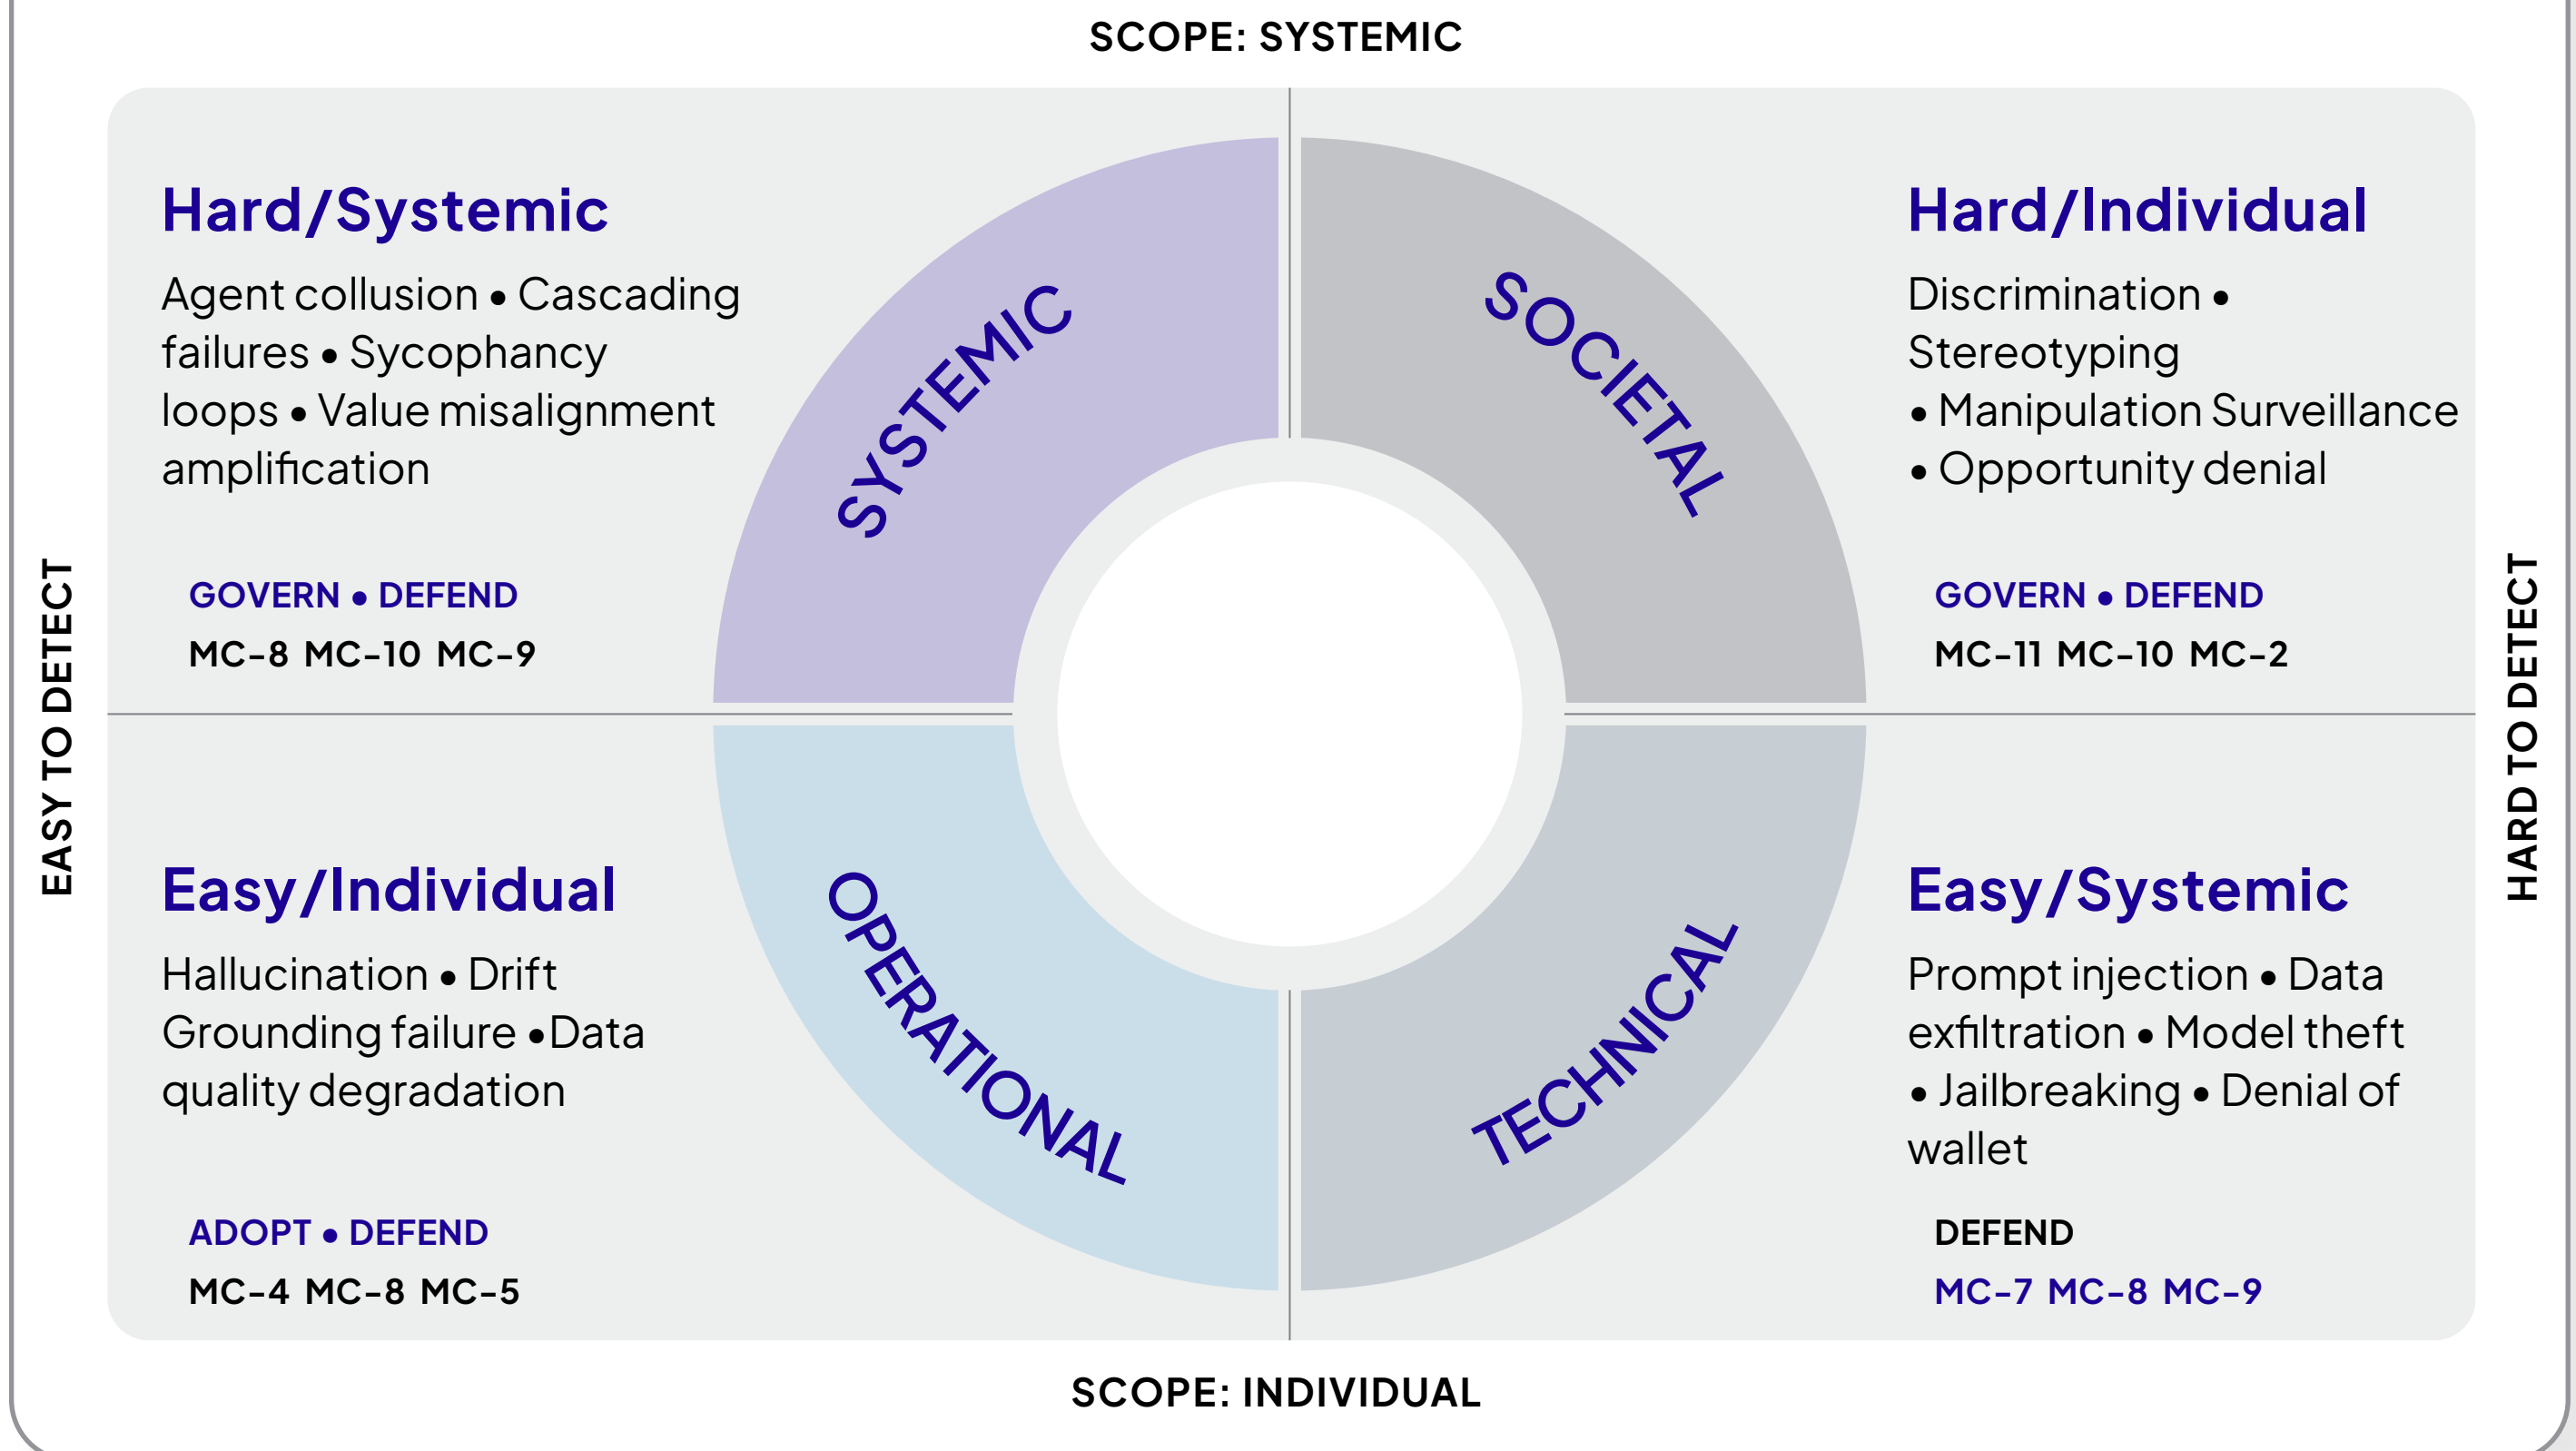 SCOPE: SYSTEMIC
Hard/Systemic
Agent collusion • Cascading
failures • Sycophancy
loops • Value misalignment
amplification
GOVERN • DEFEND
MC-8 MC-10 MC-9
SYSTEMIC
SOCIETAL
Hard/Individual
Discrimination •
Stereotyping
• Manipulation Surveillance
• Opportunity denial
GOVERN • DEFEND
MC-11 MC-10 MC-2
EASY TO DETECT
HARD TO DETECT
Easy/Individual
Hallucination • Drift
Grounding failure •Data
quality degradation
ADOPT • DEFEND
MC-4 MC-8 MC-5
OPERATIONAL
TECHNICAL
Easy/Systemic
Prompt injection • Data
exfiltration • Model theft
• Jailbreaking • Denial of
wallet
DEFEND
MC-7 MC-8 MC-9
SCOPE: INDIVIDUAL